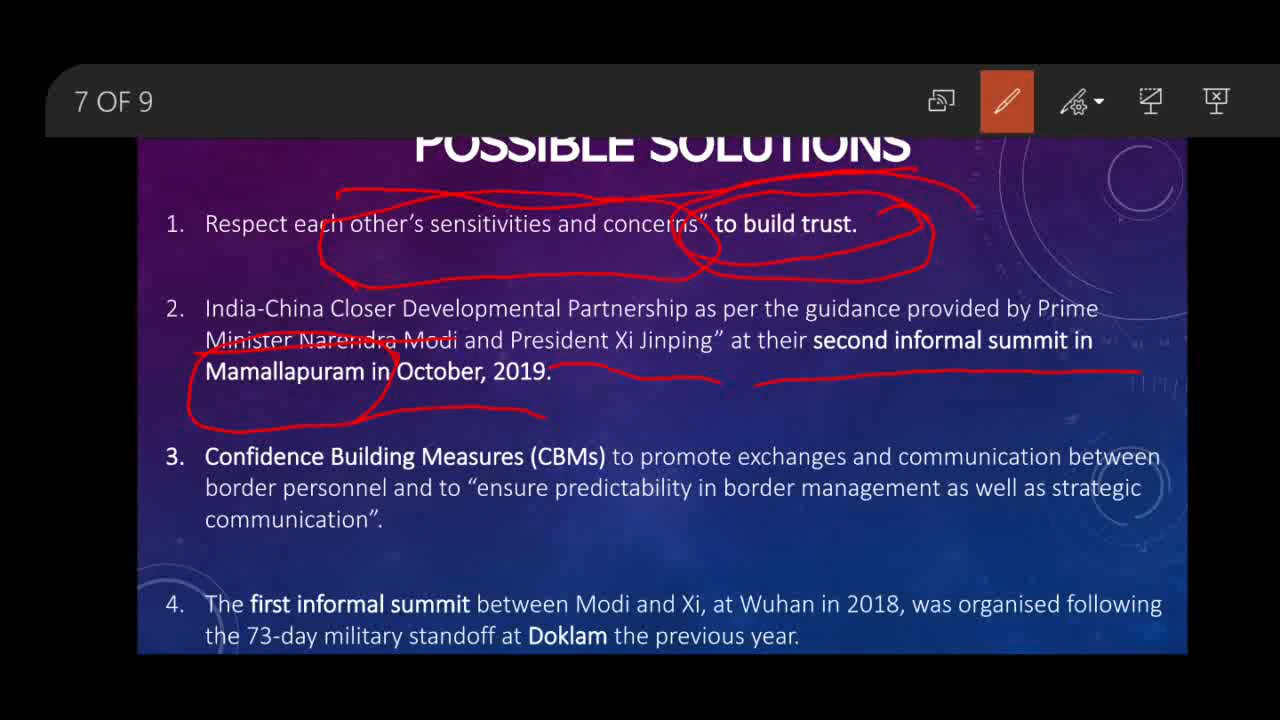 7 OF 9
POSSIBLE SOLUTIONS
1. Respect each other's sensitivities and concerns” to build trust.
2. India-China Closer Developmental Partnership as per the guidance provided by Prime
Minister Narendra Modi and President Xi Jinping” at their second informal summit in
Mamallapuram in October, 2019.
3. Confidence Building Measures (CBMs) to promote exchanges and communication between
border personnel and to “ensure predictability in border management as well as strategic
communication”.
4. The first informal summit between Modi and Xi, at Wuhan in 2018, was organised following
the 73-day military standoff at Doklam the previous year.